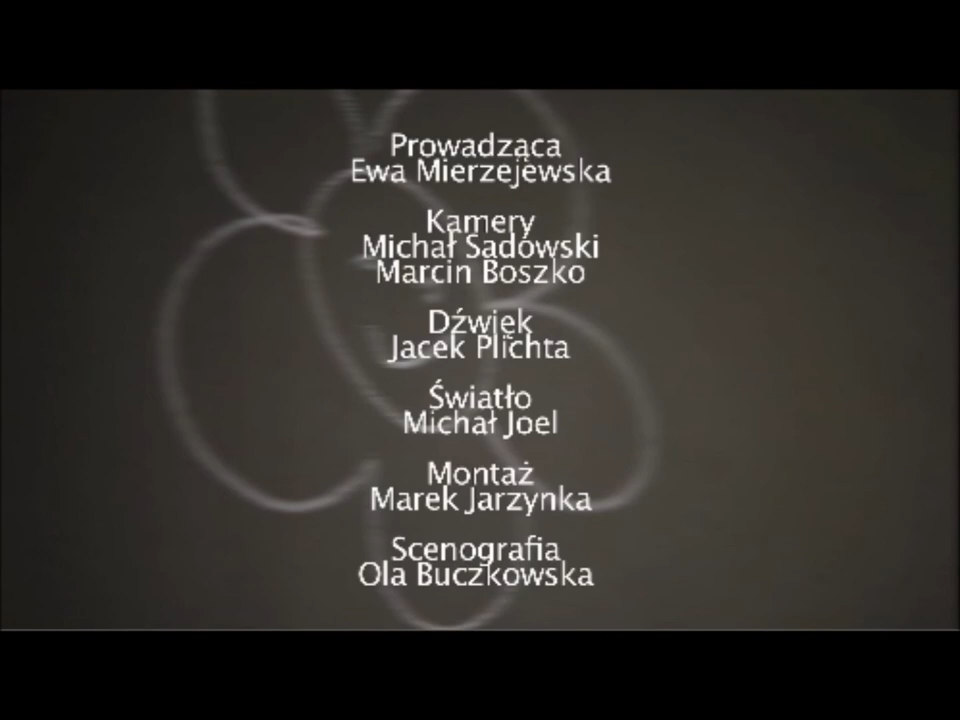 Prowadząca
Ewa Mierzejewska
Kamery
Michał Sadowski
Marcin Boszko
Dźwięk
Jacek Plichta
Światło
Michał Joel
Montaż
Marek Jarzynka
Scenografia
Ola Buczkowska